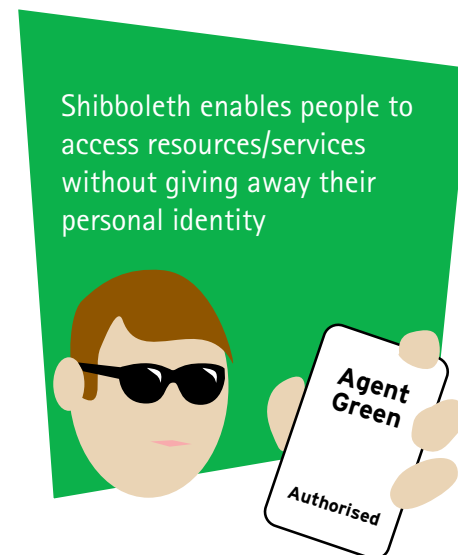 Shibboleth enables people to
access resources/services
without giving away their
personal identity
Agent
Green
Authorised